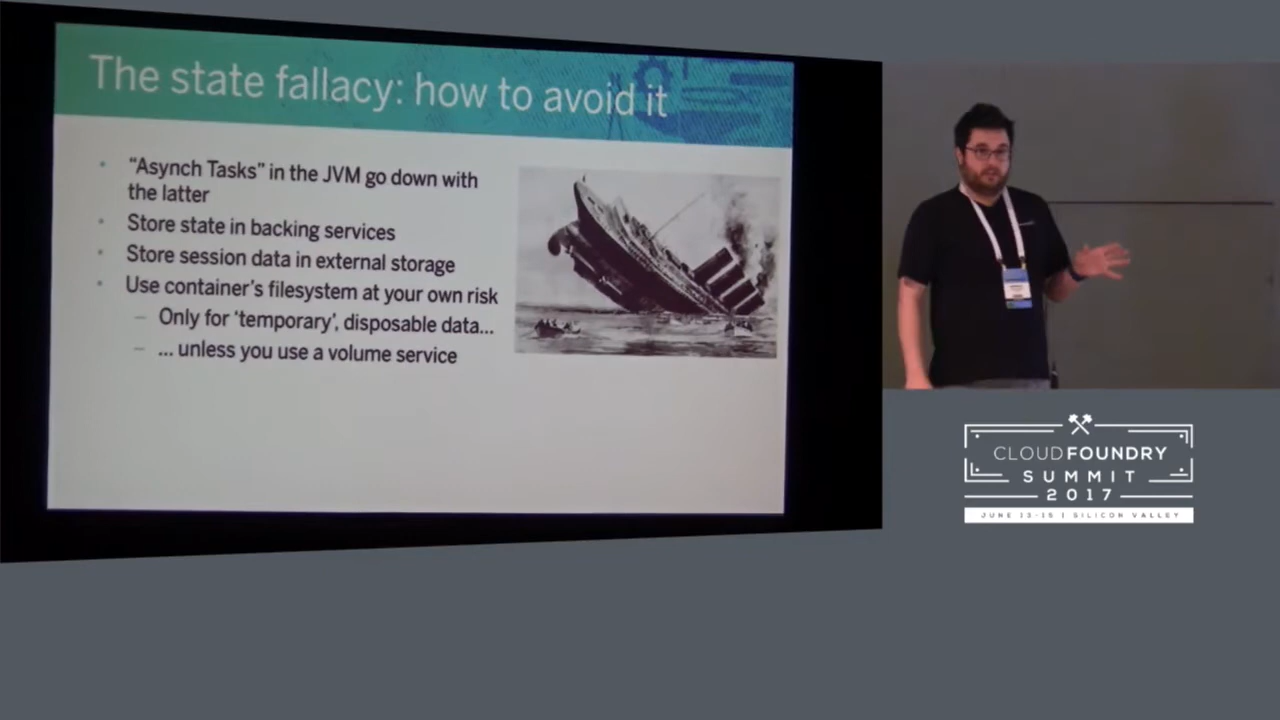 The state fallacy: how to avoid it
“Asynch Tasks” in the JVM go down with
the latter
Store state in backing services
Store session data in external storage
Use container’s filesystem at your own risk
– Only for ‘temporary’, disposable data...
– ... unless you use a volume service
CLOUDFOUNDRY
SUMMIT
2017
JUNE 13-15 | SILICON VALLEY